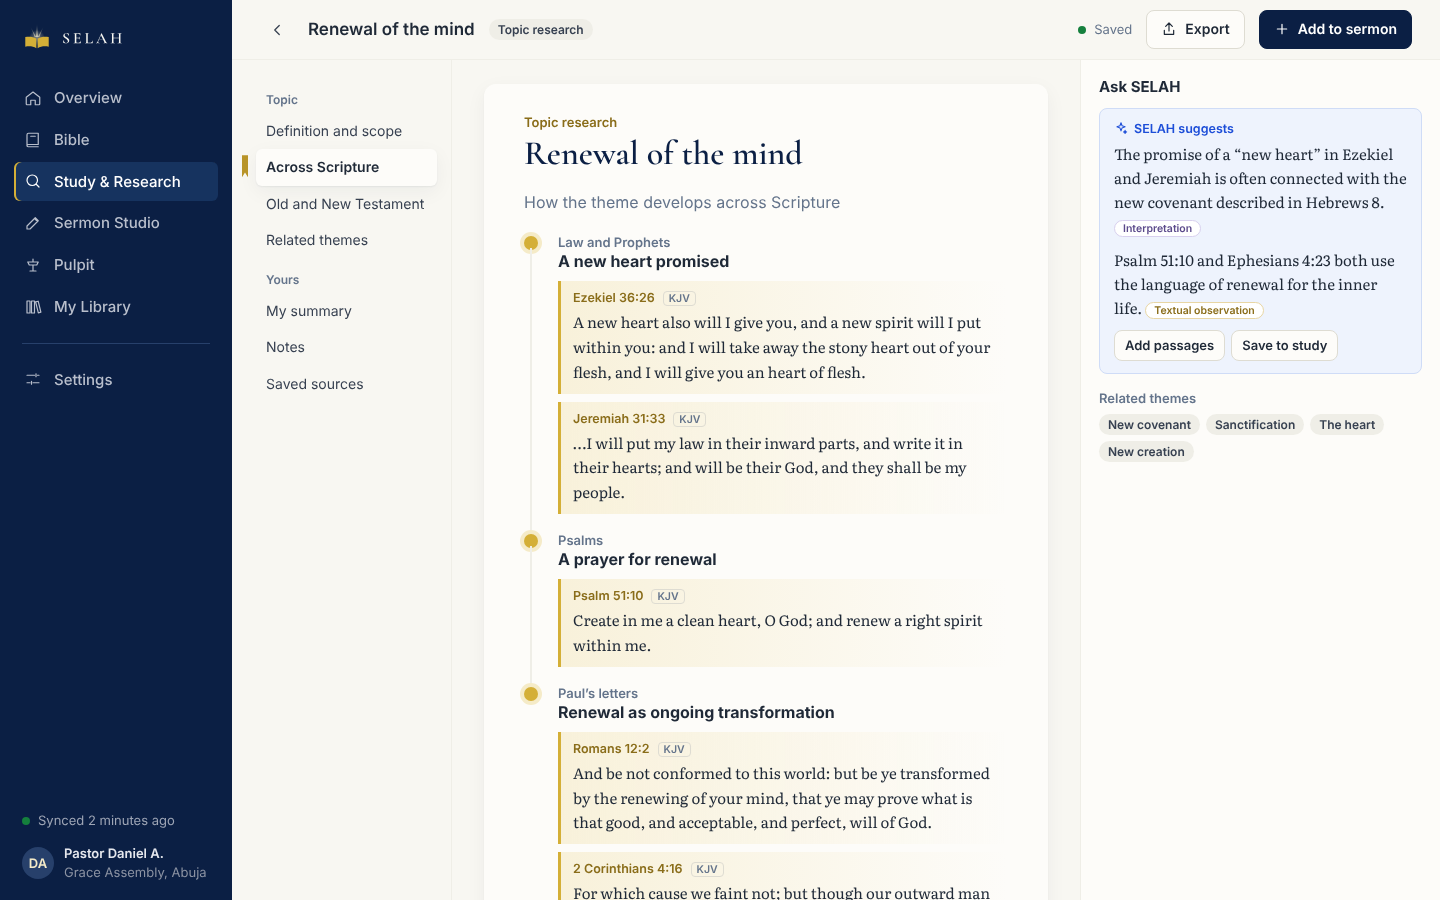 SELAH
Overview
Bible
Study & Research
Sermon Studio
Pulpit
My Library
Settings
Synced 2 minutes ago
DA
Pastor Daniel A.
Grace Assembly, Abuja
Renewal of the mind
Topic research
Saved
Export
Add to sermon
Topic
Definition and scope
Across Scripture
Old and New Testament
Related themes
Yours
My summary
Notes
Saved sources
Topic research
Renewal of the mind
How the theme develops across Scripture
Law and Prophets
A new heart promised
Ezekiel 36:26 KJV
A new heart also will I give you, and a new spirit will I put
within you: and I will take away the stony heart out of your
flesh, and I will give you an heart of flesh.
Jeremiah 31:33 KJV
…I will put my law in their inward parts, and write it in
their hearts; and will be their God, and they shall be my
people.
Psalms
A prayer for renewal
Psalm 51:10 KJV
Create in me a clean heart, O God; and renew a right spirit
within me.
Paul’s letters
Renewal as ongoing transformation
Romans 12:2 KJV
And be not conformed to this world: but be ye transformed
by the renewing of your mind, that ye may prove what is
that good, and acceptable, and perfect, will of God.
2 Corinthians 4:16 KJV
For which cause we faint not; but though our outward man
Ask SELAH
SELAH suggests
The promise of a “new heart” in Ezekiel
and Jeremiah is often connected with the
new covenant described in Hebrews 8.
Interpretation
Psalm 51:10 and Ephesians 4:23 both use
the language of renewal for the inner
life. Textual observation
Add passages
Save to study
Related themes
New covenant
Sanctification
The heart
New creation